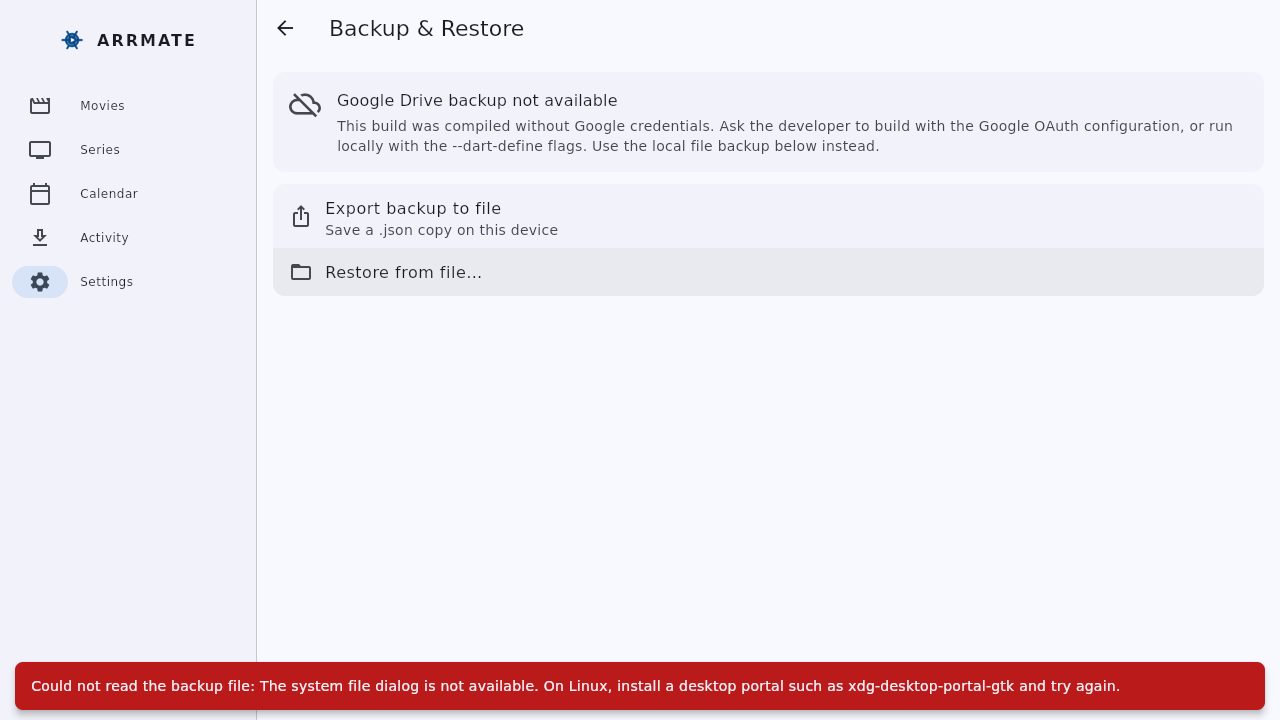 ARRMATE
Movies
Series
Calendar
Activity
Settings
Backup & Restore
Google Drive backup not available
This build was compiled without Google credentials. Ask the developer to build with the Google OAuth configuration, or run
locally with the --dart-define flags. Use the local file backup below instead.
Export backup to file
Save a .json copy on this device
Restore from file...
Could not read the backup file: The system file dialog is not available. On Linux, install a desktop portal such as xdg-desktop-portal-gtk and try again.